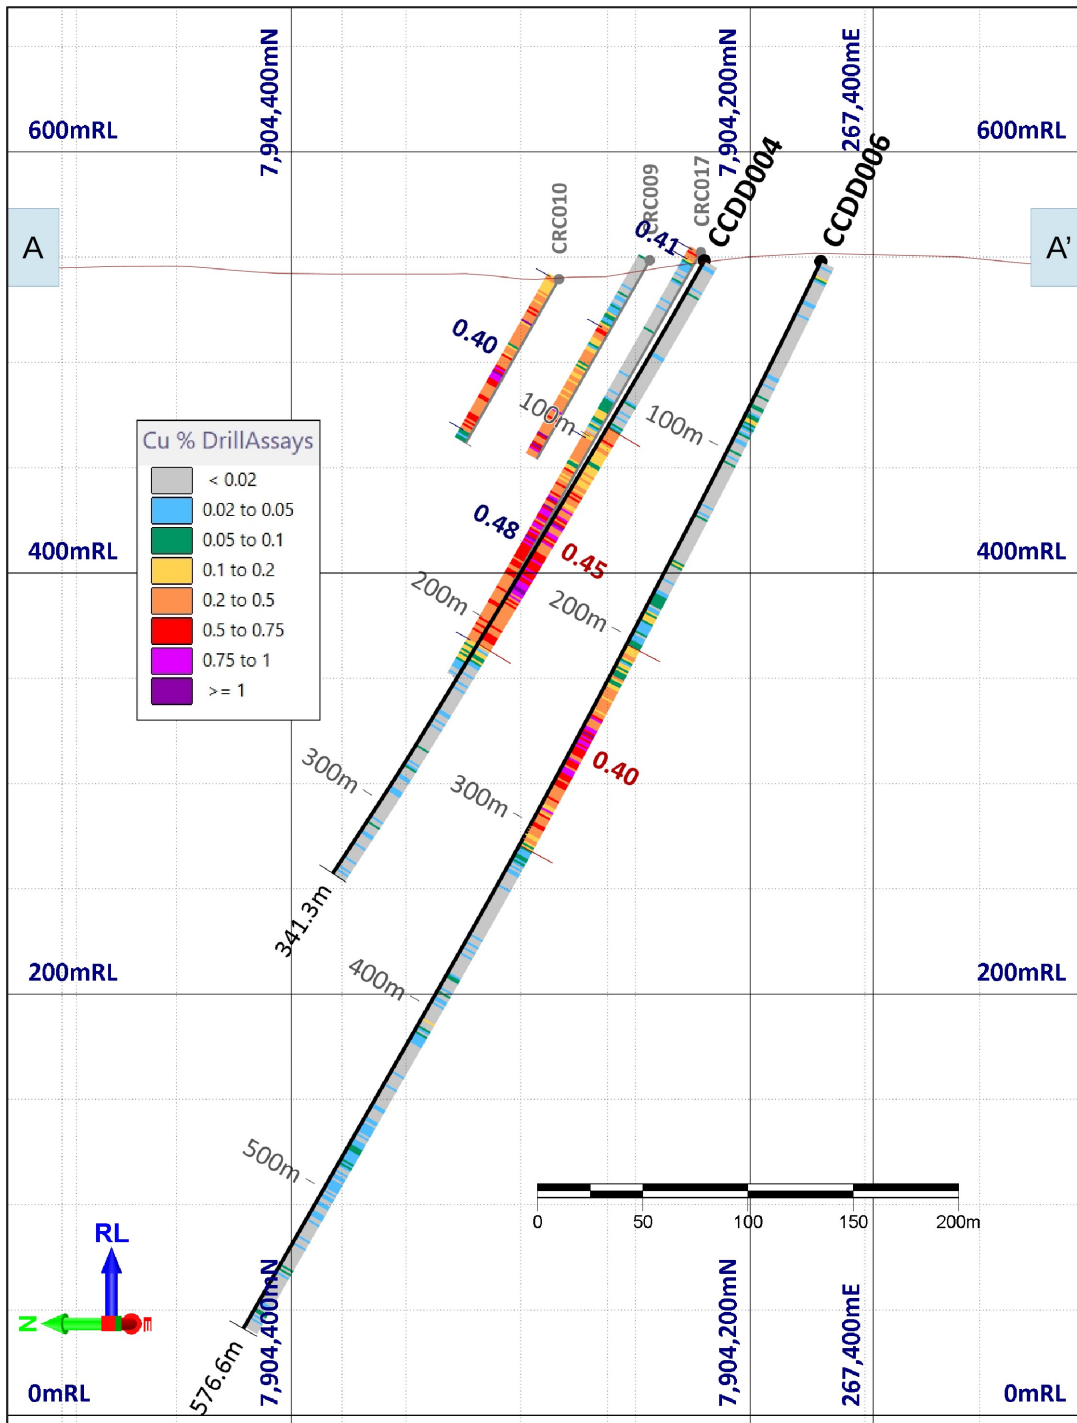 7,904,400mN
7,904,200mN
267,400mE
600mRL
600mRL
CRC010
CRC009
CRC017
CCDD004
CCDD006
A
A'
0.41
0.40
100m
100m
Cu % DrillAssays
< 0.02
0.02 to 0.05
0.05 to 0.1
0.1 to 0.2
0.2 to 0.5
0.5 to 0.75
0.75 to 1
>= 1
0.48
0.45
400mRL
400mRL
200m
200m
300m
0.40
300m
341.3m
200mRL
200mRL
400m
500m
0 50 100 150 200m
RL
N
E
7,904,400mN
7,904,200mN
267,400mE
576.6m
0mRL
0mRL